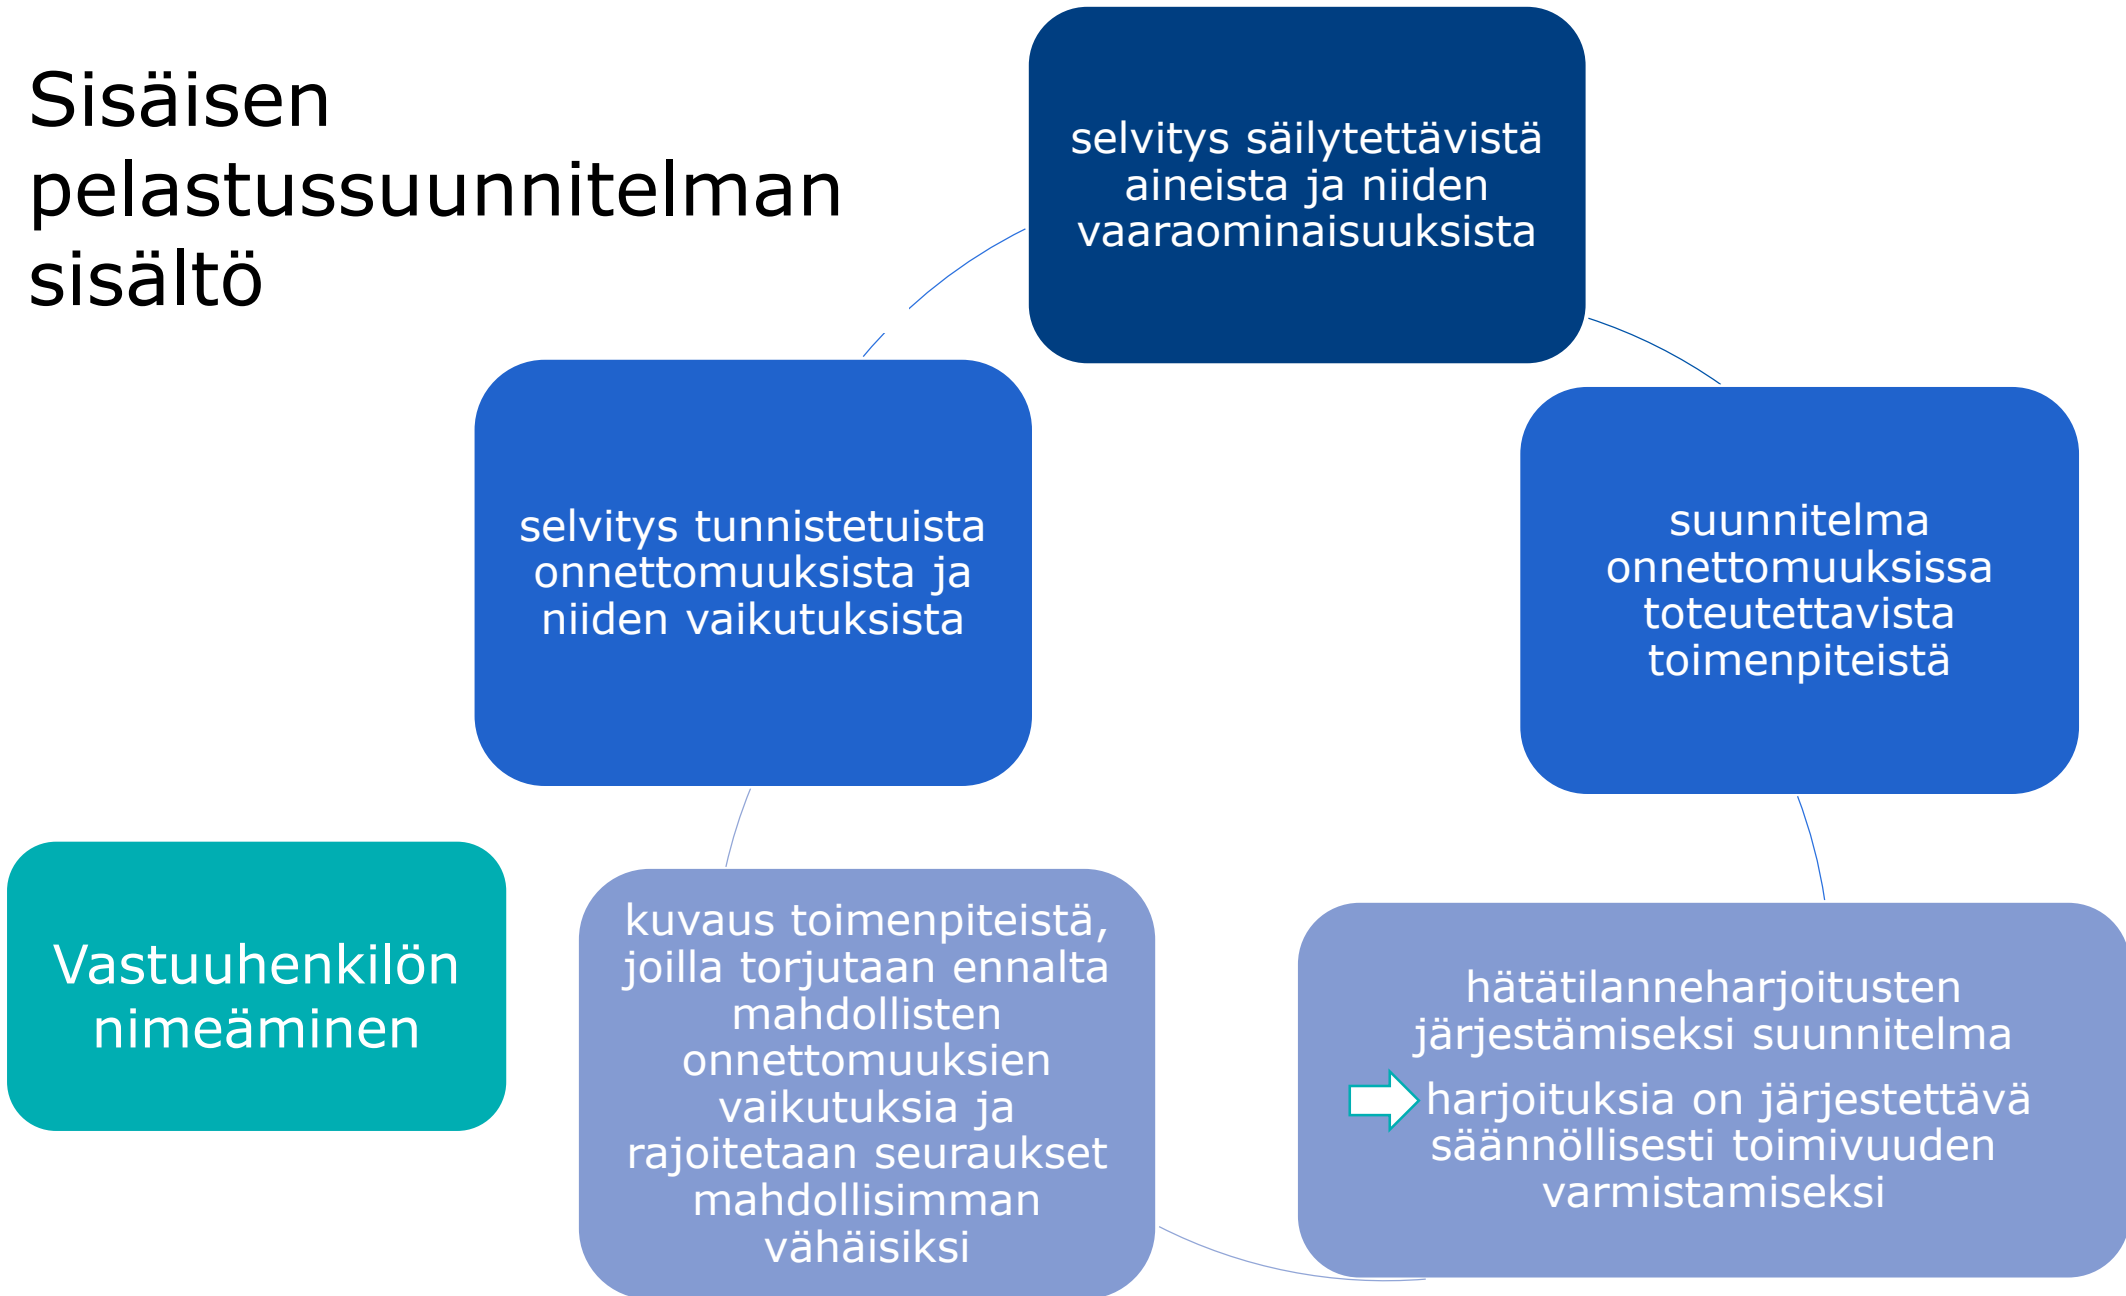 Sisäisen
pelastussuunnitelman
sisältö
selvitys säilytettävistä
aineista ja niiden
vaaraominaisuuksista
suunnitelma
onnettomuuksissa
toteutettavista
toimenpiteistä
hätätilanneharjoitusten
järjestämiseksi suunnitelma
harjoituksia on järjestettävä
säännöllisesti toimivuuden
varmistamiseksi
kuvaus toimenpiteistä,
joilla torjutaan ennalta
mahdollisten
onnettomuuksien
vaikutuksia ja
rajoitetaan seuraukset
mahdollisimman
vähäisiksi
selvitys tunnistetuista
onnettomuuksista ja
niiden vaikutuksista
Vastuuhenkilön
nimeäminen